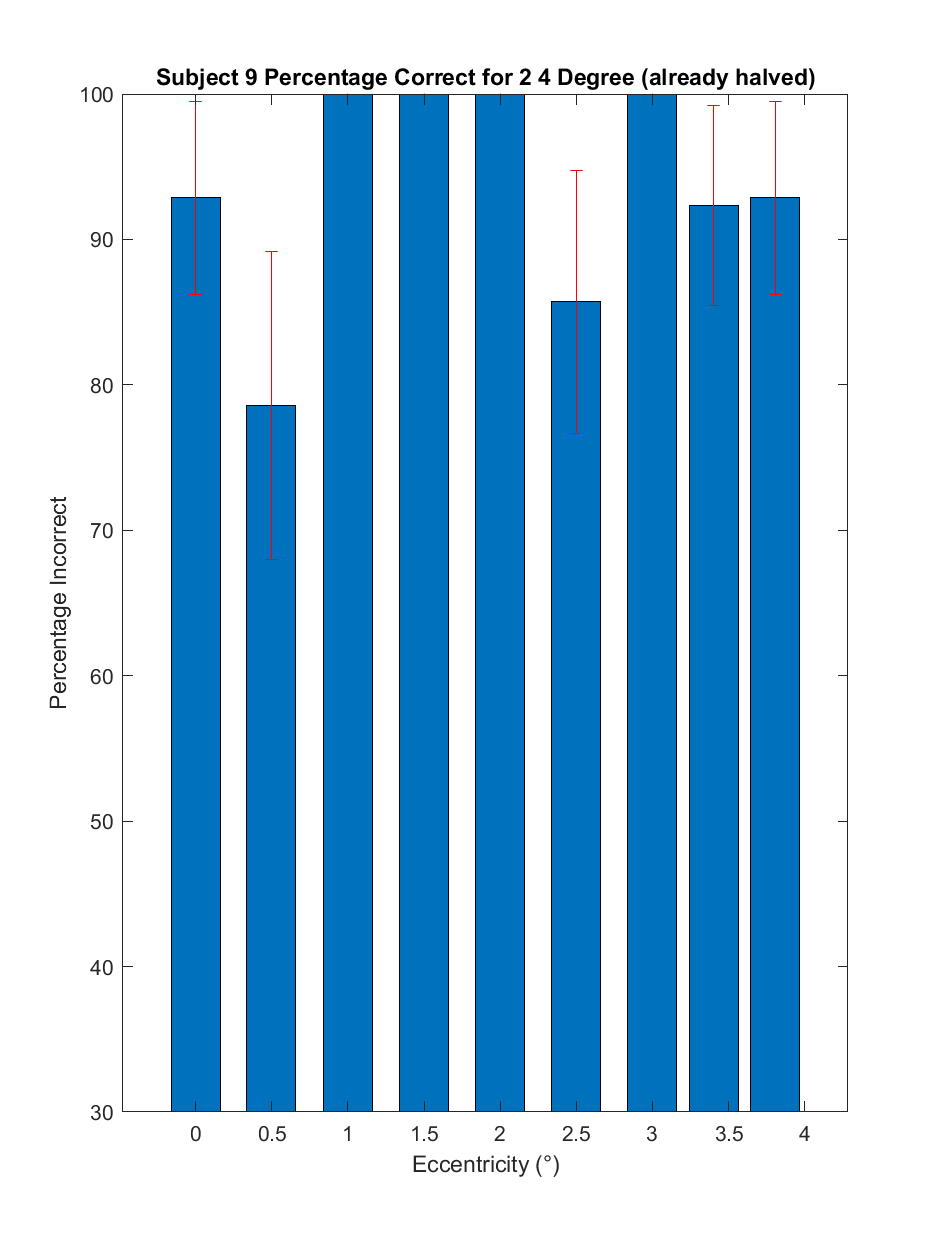 Subject 9 Percentage Correct for 2 4 Degree (already halved)
100
90
80
70
60
50
40
30
Percentage Incorrect
0 0.5 1 1.5 2 2.5 3 3.5 4
Eccentricity (°)